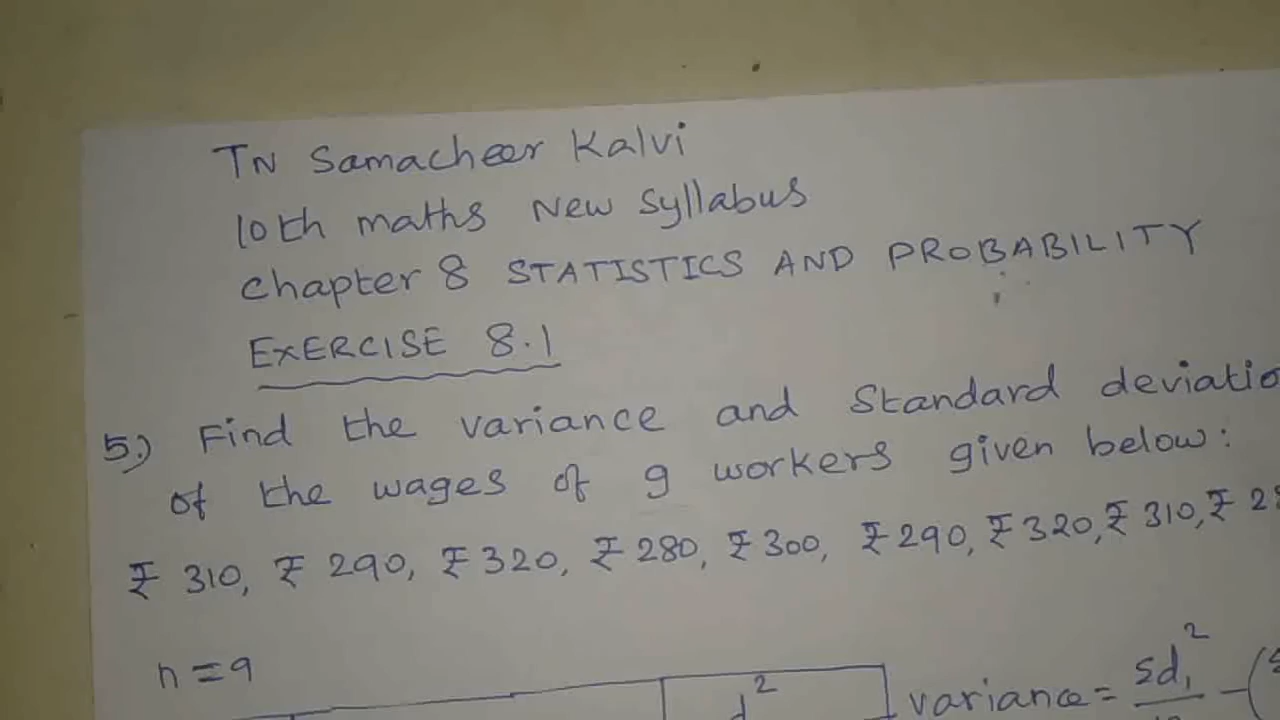 TN Samacheer Kalvi
10th maths New Syllabus
Chapter 8 STATISTICS AND PROBABILITY
EXERCISE 8.1
5.) Find the variance and Standard deviatio
of the wages of 9 workers given below:
₹ 310, ₹ 290, ₹ 320, ₹ 280, ₹ 300, ₹ 290, ₹ 320, ₹ 310, ₹ 2
n = 9
d² variance = Σd₁² - (